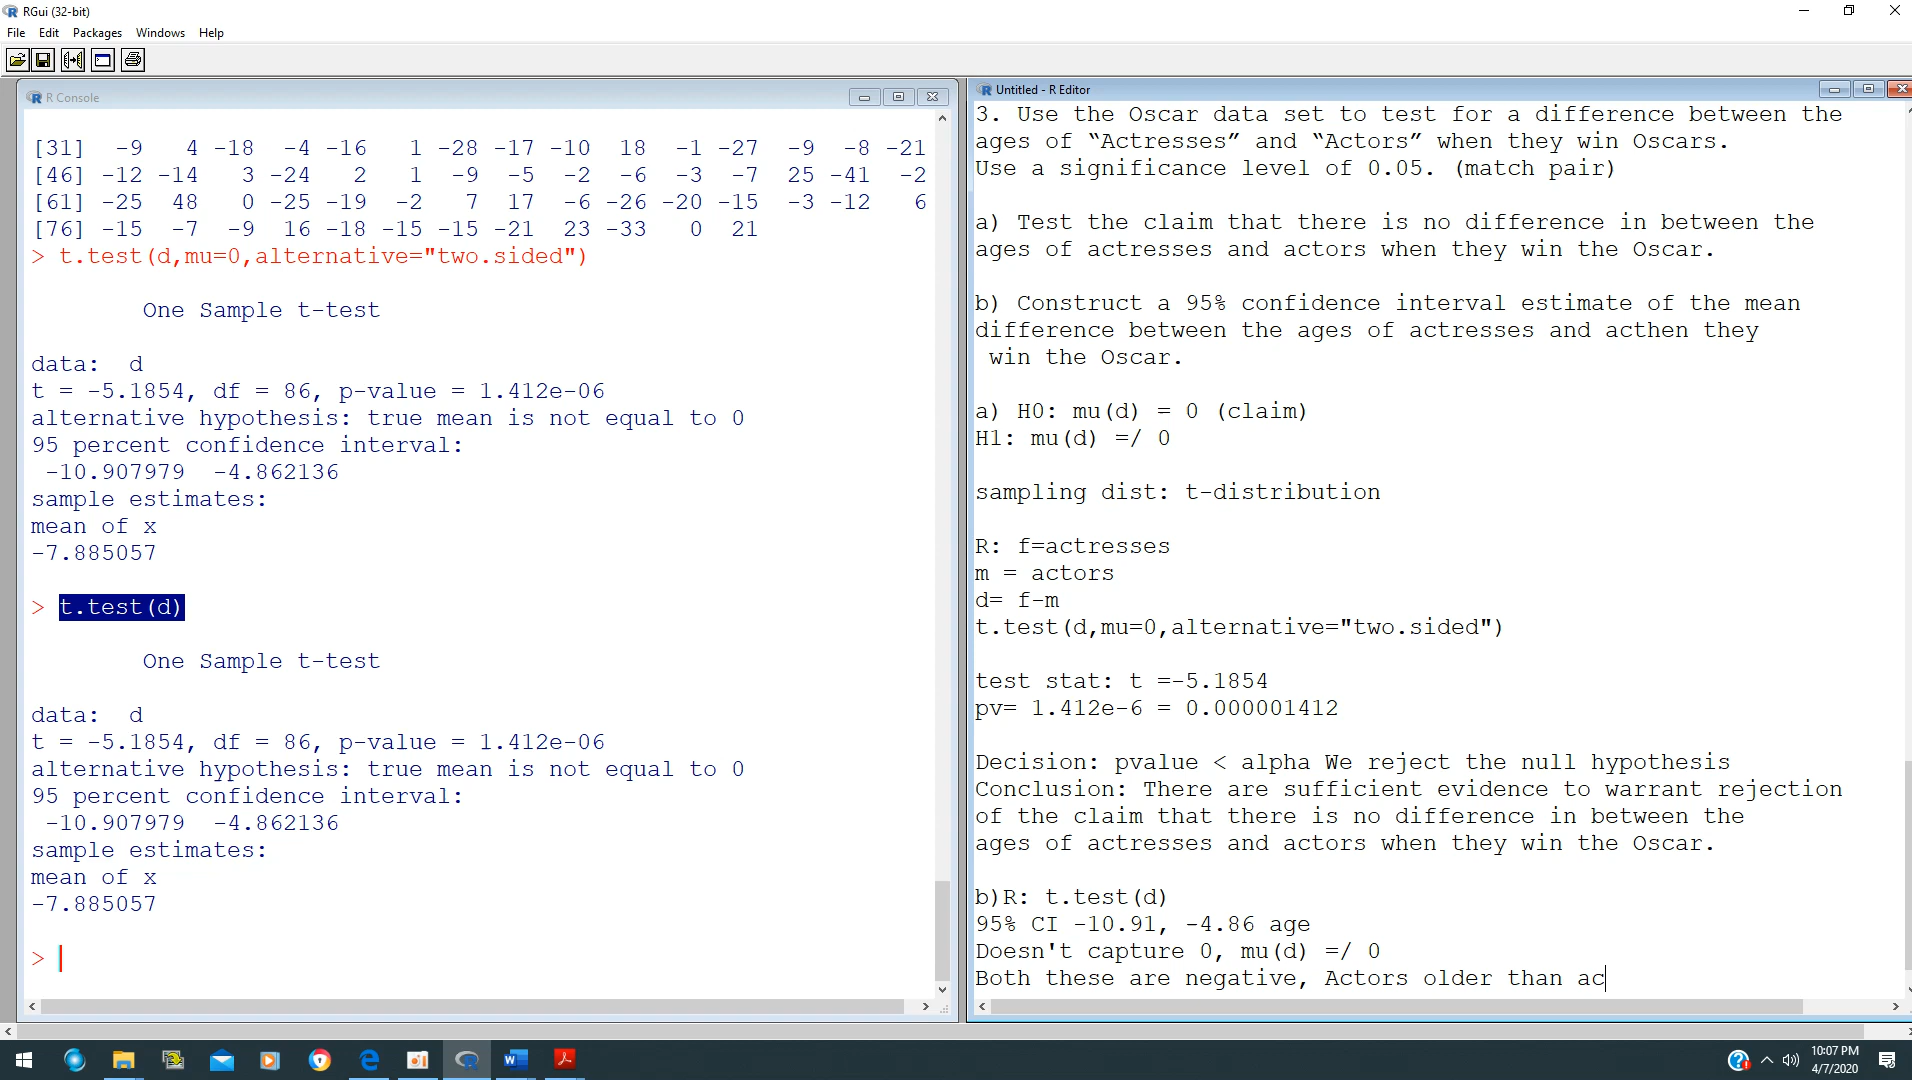 RGui (32-bit)
File Edit Packages Windows Help
R Console
[31] -9 4 -18 -4 -16 1 -28 -17 -10 18 -1 -27 -9 -8 -21
[46] -12 -14 3 -24 2 1 -9 -5 -2 -6 -3 -7 25 -41 -2
[61] -25 48 0 -25 -19 -2 7 17 -6 -26 -20 -15 -3 -12 6
[76] -15 -7 -9 16 -18 -15 -15 -21 23 -33 0 21
> t.test(d,mu=0,alternative="two.sided")
One Sample t-test
data: d
t = -5.1854, df = 86, p-value = 1.412e-06
alternative hypothesis: true mean is not equal to 0
95 percent confidence interval:
-10.907979 -4.862136
sample estimates:
mean of x
-7.885057
> t.test(d)
One Sample t-test
data: d
t = -5.1854, df = 86, p-value = 1.412e-06
alternative hypothesis: true mean is not equal to 0
95 percent confidence interval:
-10.907979 -4.862136
sample estimates:
mean of x
-7.885057
>
Untitled - R Editor
3. Use the Oscar data set to test for a difference between the
ages of “Actresses” and “Actors” when they win Oscars.
Use a significance level of 0.05. (match pair)
a) Test the claim that there is no difference in between the
ages of actresses and actors when they win the Oscar.
b) Construct a 95% confidence interval estimate of the mean
difference between the ages of actresses and acthen they
win the Oscar.
a) H0: mu(d) = 0 (claim)
H1: mu(d) =/ 0
sampling dist: t-distribution
R: f=actresses
m = actors
d= f-m
t.test(d,mu=0,alternative="two.sided")
test stat: t =-5.1854
pv= 1.412e-6 = 0.000001412
Decision: pvalue < alpha We reject the null hypothesis
Conclusion: There are sufficient evidence to warrant rejection
of the claim that there is no difference in between the
ages of actresses and actors when they win the Oscar.
b)R: t.test(d)
95% CI -10.91, -4.86 age
Doesn't capture 0, mu(d) =/ 0
Both these are negative, Actors older than ac
10:07 PM
4/7/2020